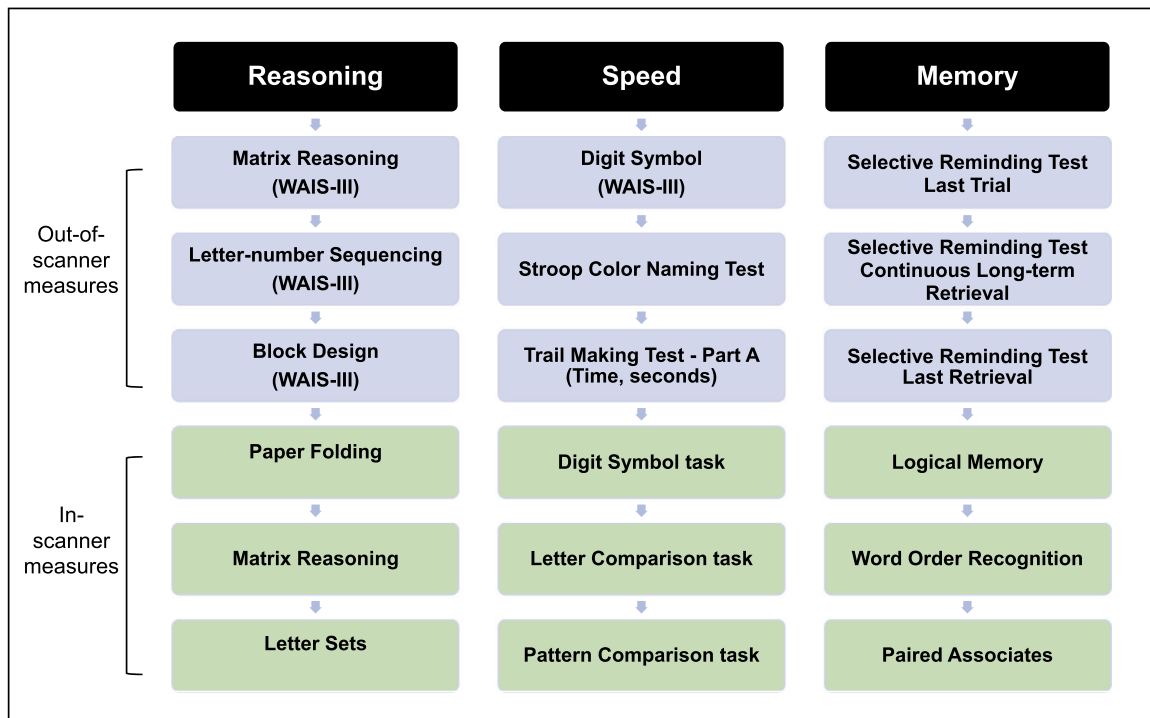 Reasoning
Speed
Memory
Out-of-
scanner
measures
Matrix Reasoning
(WAIS-III)
Digit Symbol
(WAIS-III)
Selective Reminding Test
Last Trial
Letter-number Sequencing
(WAIS-III)
Stroop Color Naming Test
Selective Reminding Test
Continuous Long-term
Retrieval
Block Design
(WAIS-III)
Trail Making Test - Part A
(Time, seconds)
Selective Reminding Test
Last Retrieval
In-
scanner
measures
Paper Folding
Digit Symbol task
Logical Memory
Matrix Reasoning
Letter Comparison task
Word Order Recognition
Letter Sets
Pattern Comparison task
Paired Associates